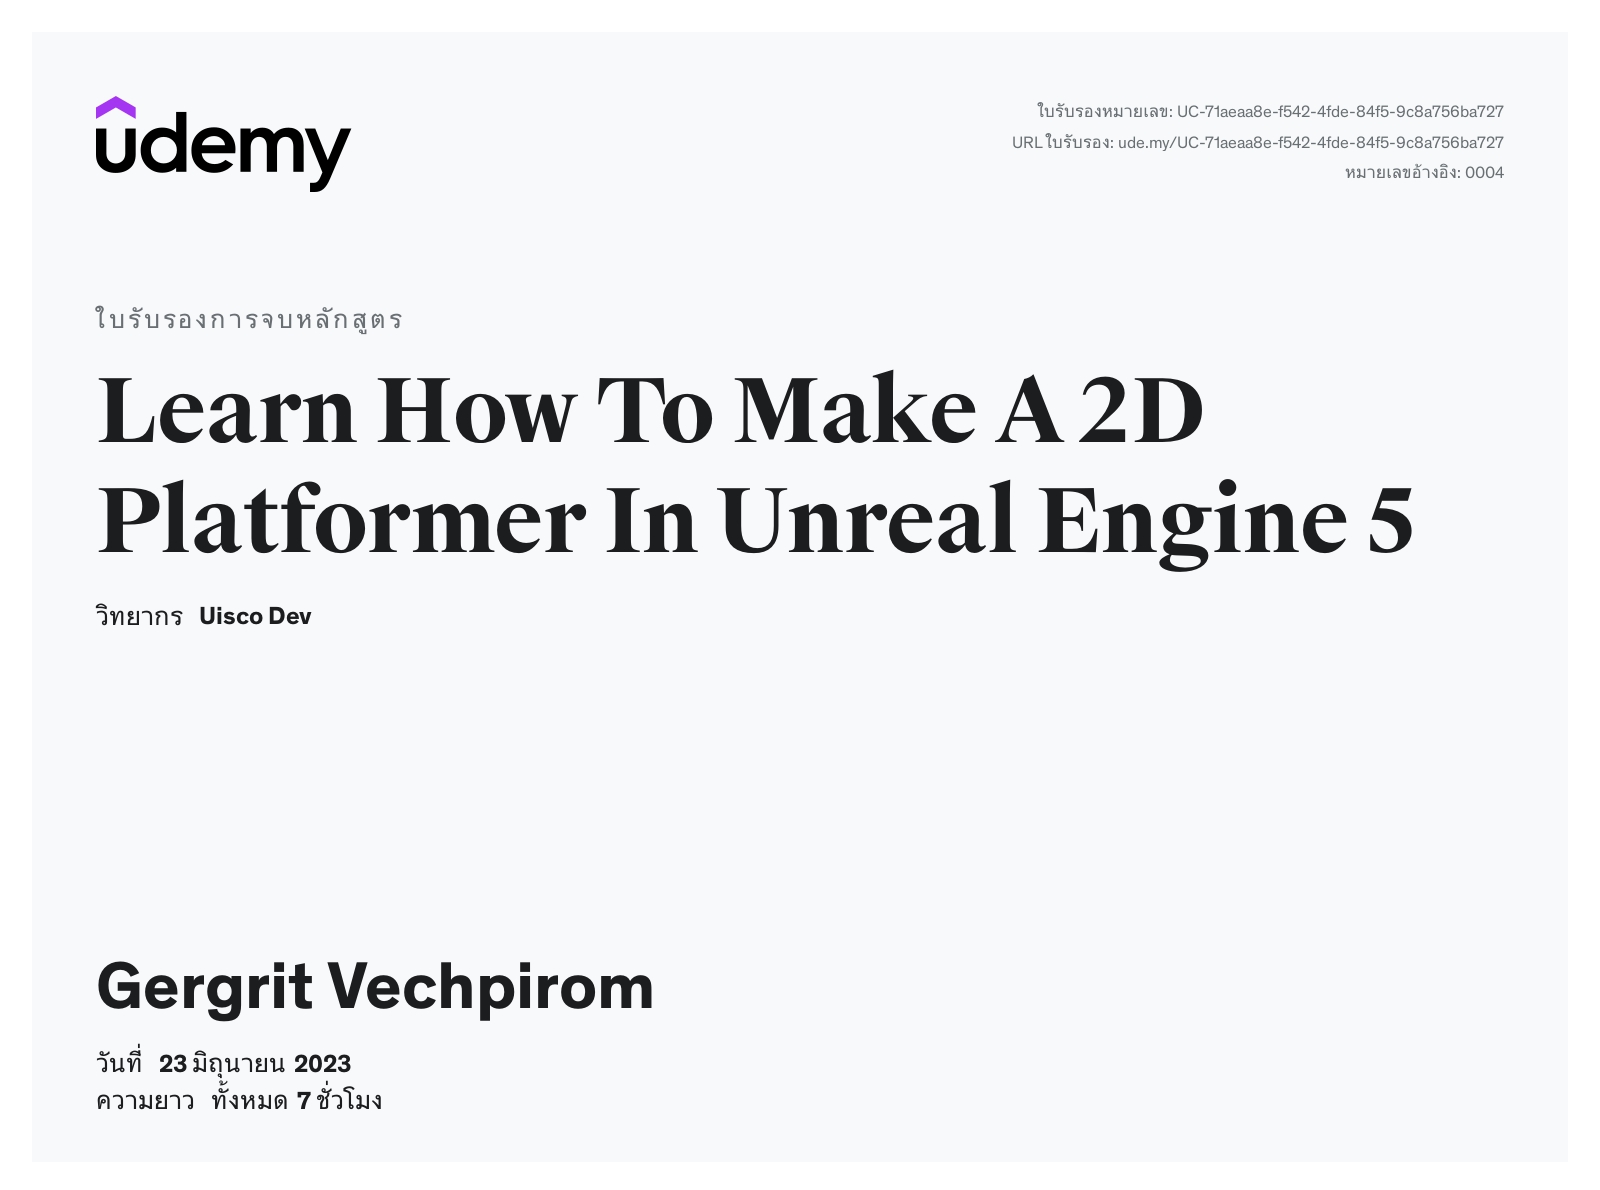 udemy
ใบรับรองหมายเลข: UC-71aeaa8e-f542-4fde-84f5-9c8a756ba727
URL ใบรับรอง: ude.my/UC-71aeaa8e-f542-4fde-84f5-9c8a756ba727
หมายเลขอ้างอิง: 0004
ใบรับรองการจบหลักสูตร
Learn How To Make A 2D
Platformer In Unreal Engine 5
วิทยากร Uisco Dev
Gergrit Vechpirom
วันที่ 23 มิถุนายน 2023
ความยาว ทั้งหมด 7 ชั่วโมง